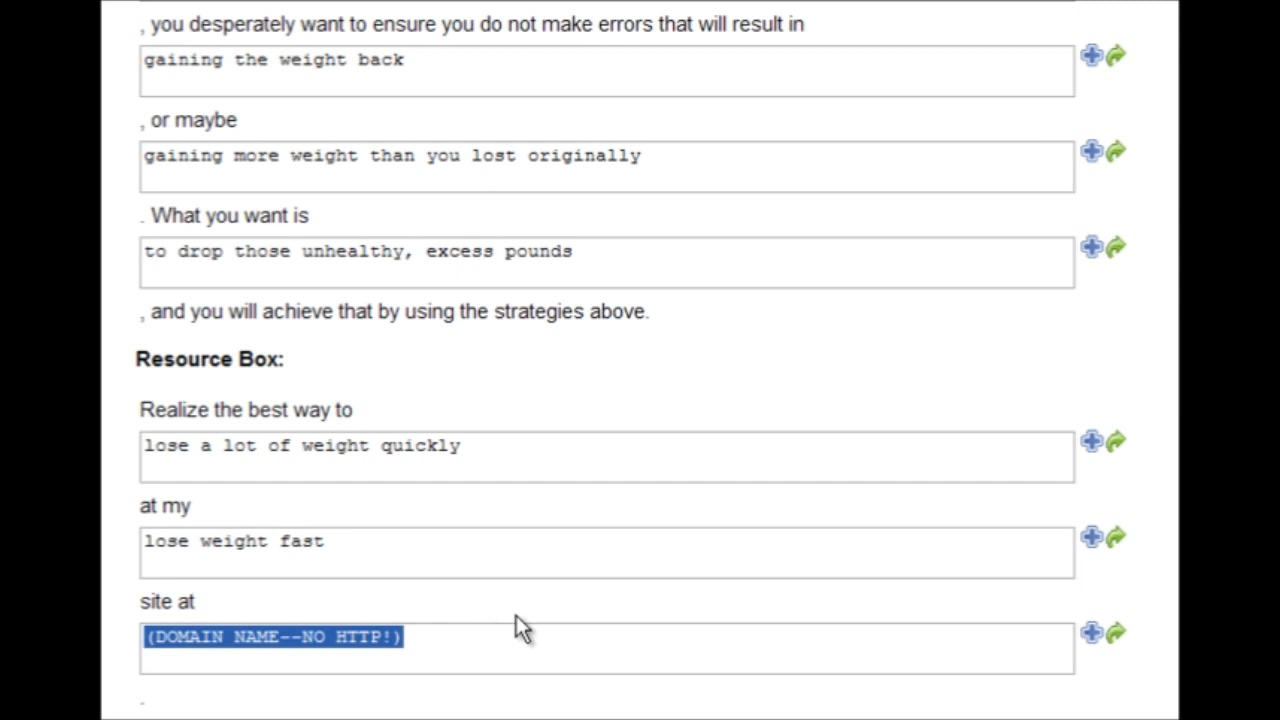 , you desperately want to ensure you do not make errors that will result in
gaining the weight back
, or maybe
gaining more weight than you lost originally
. What you want is
to drop those unhealthy, excess pounds
, and you will achieve that by using the strategies above.
Resource Box:
Realize the best way to
lose a lot of weight quickly
at my
lose weight fast
site at
(DOMAIN NAME--NO HTTP!)
.